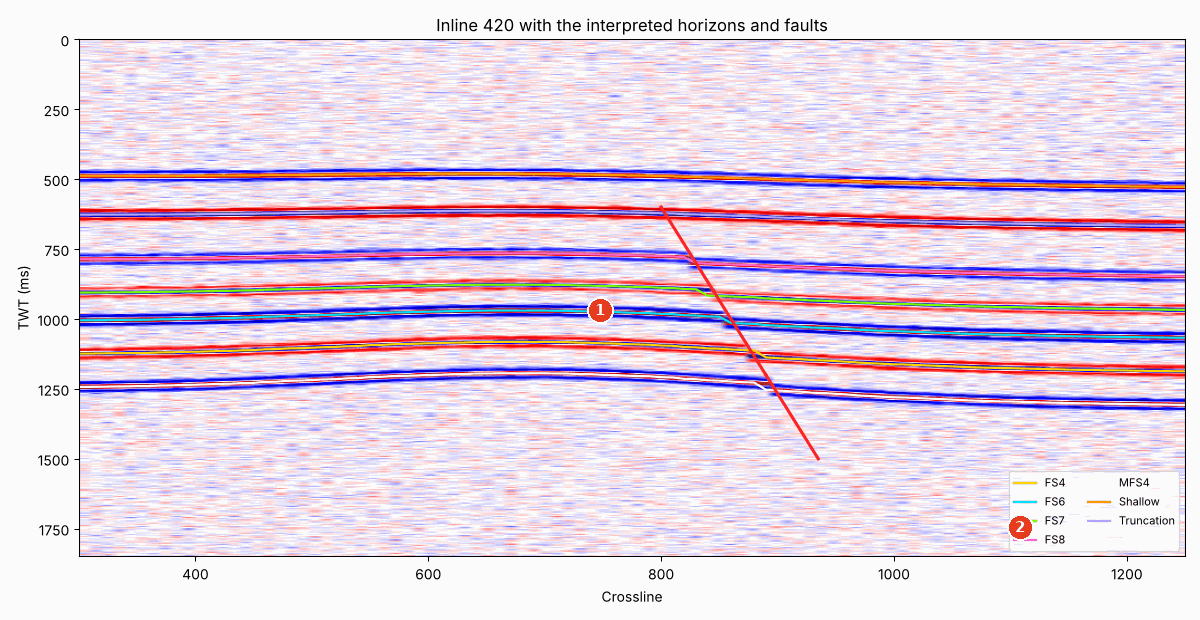 Inline 420 with the interpreted horizons and faults
0
250
500
750
1000
1250
1500
1750
TWT (ms)
1
2
FS4 MFS4
FS6 Shallow
FS7 Truncation
FS8
400 600 800 1000 1200
Crossline